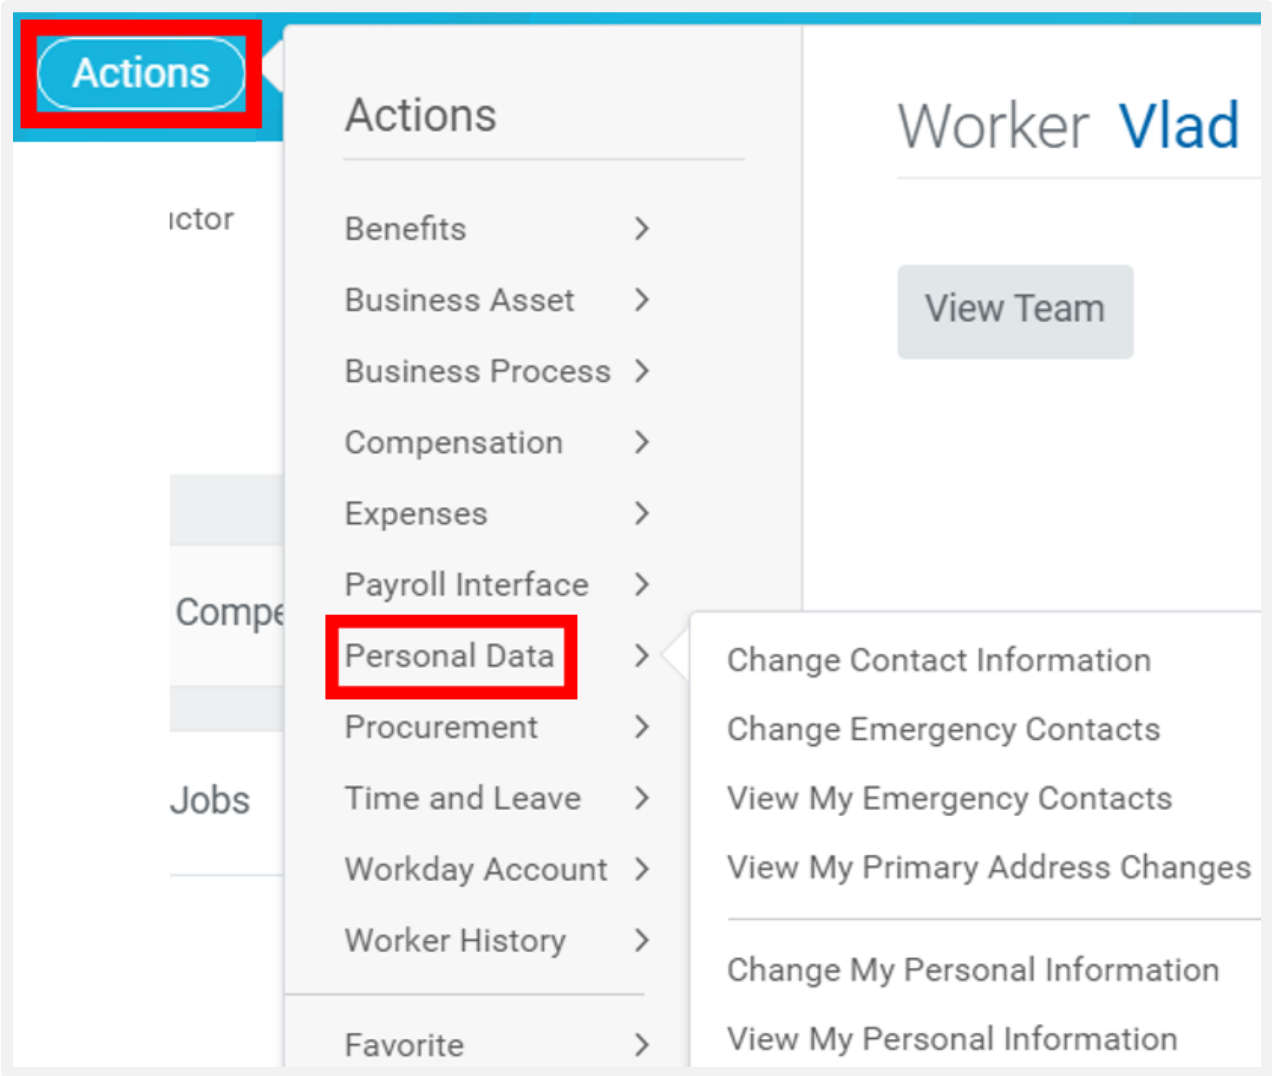 Actions
Actions
Worker Vlad
ictor
Benefits
Business Asset
View Team
Business Process
Compensation
Expenses
Payroll Interface
Compe
Personal Data
Change Contact Information
Procurement
Change Emergency Contacts
Jobs
Time and Leave
View My Emergency Contacts
Workday Account
View My Primary Address Changes
Worker History
Change My Personal Information
Favorite
View My Personal Information